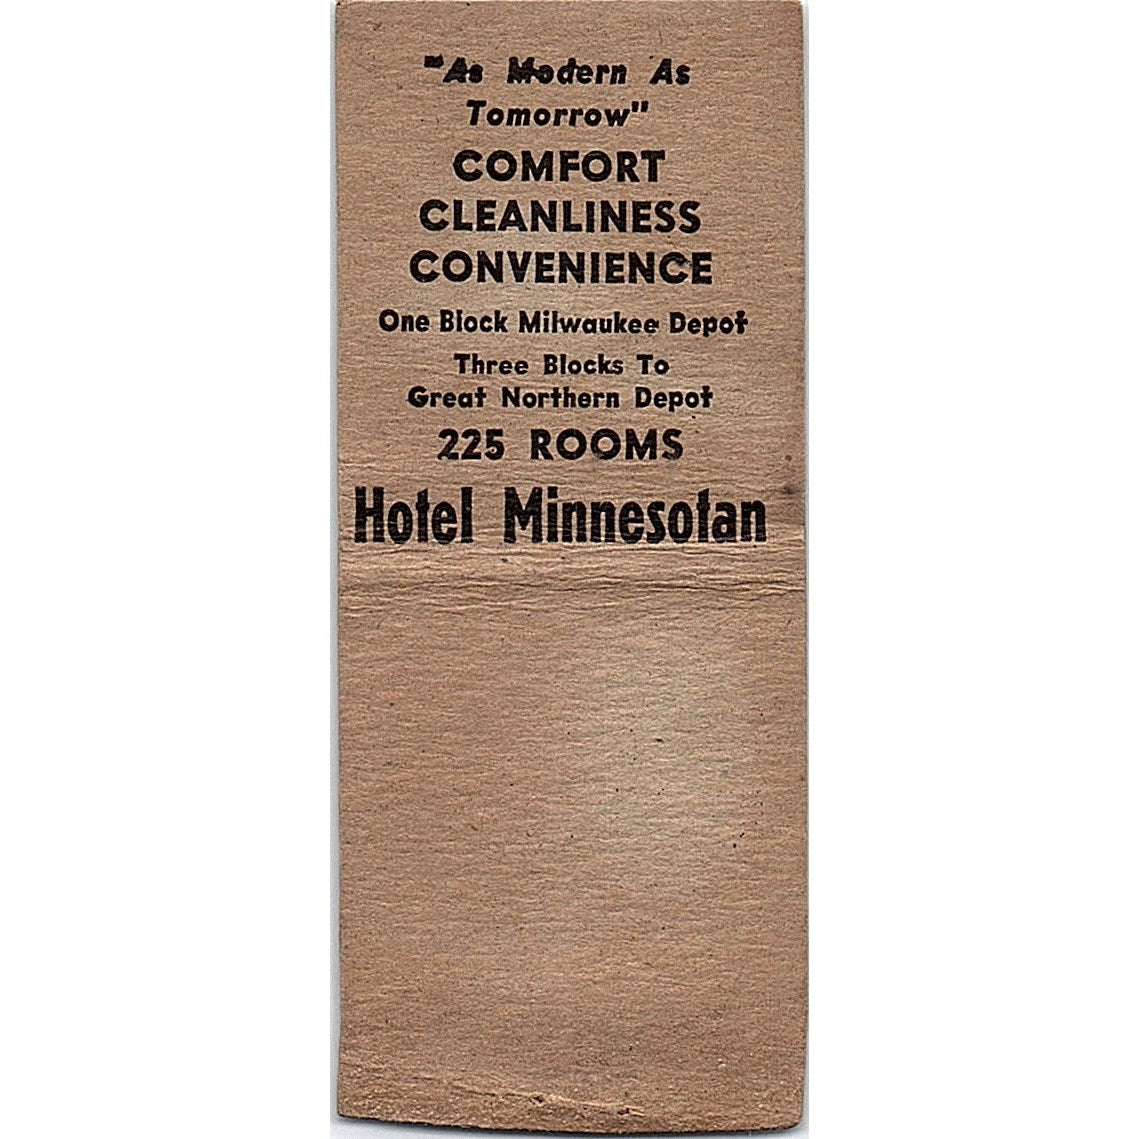 "As Modern As
Tomorrow"
COMFORT
CLEANLINESS
CONVENIENCE
One Block Milwaukee Depot
Three Blocks To
Great Northern Depot
225 ROOMS
Hotel Minnesotan